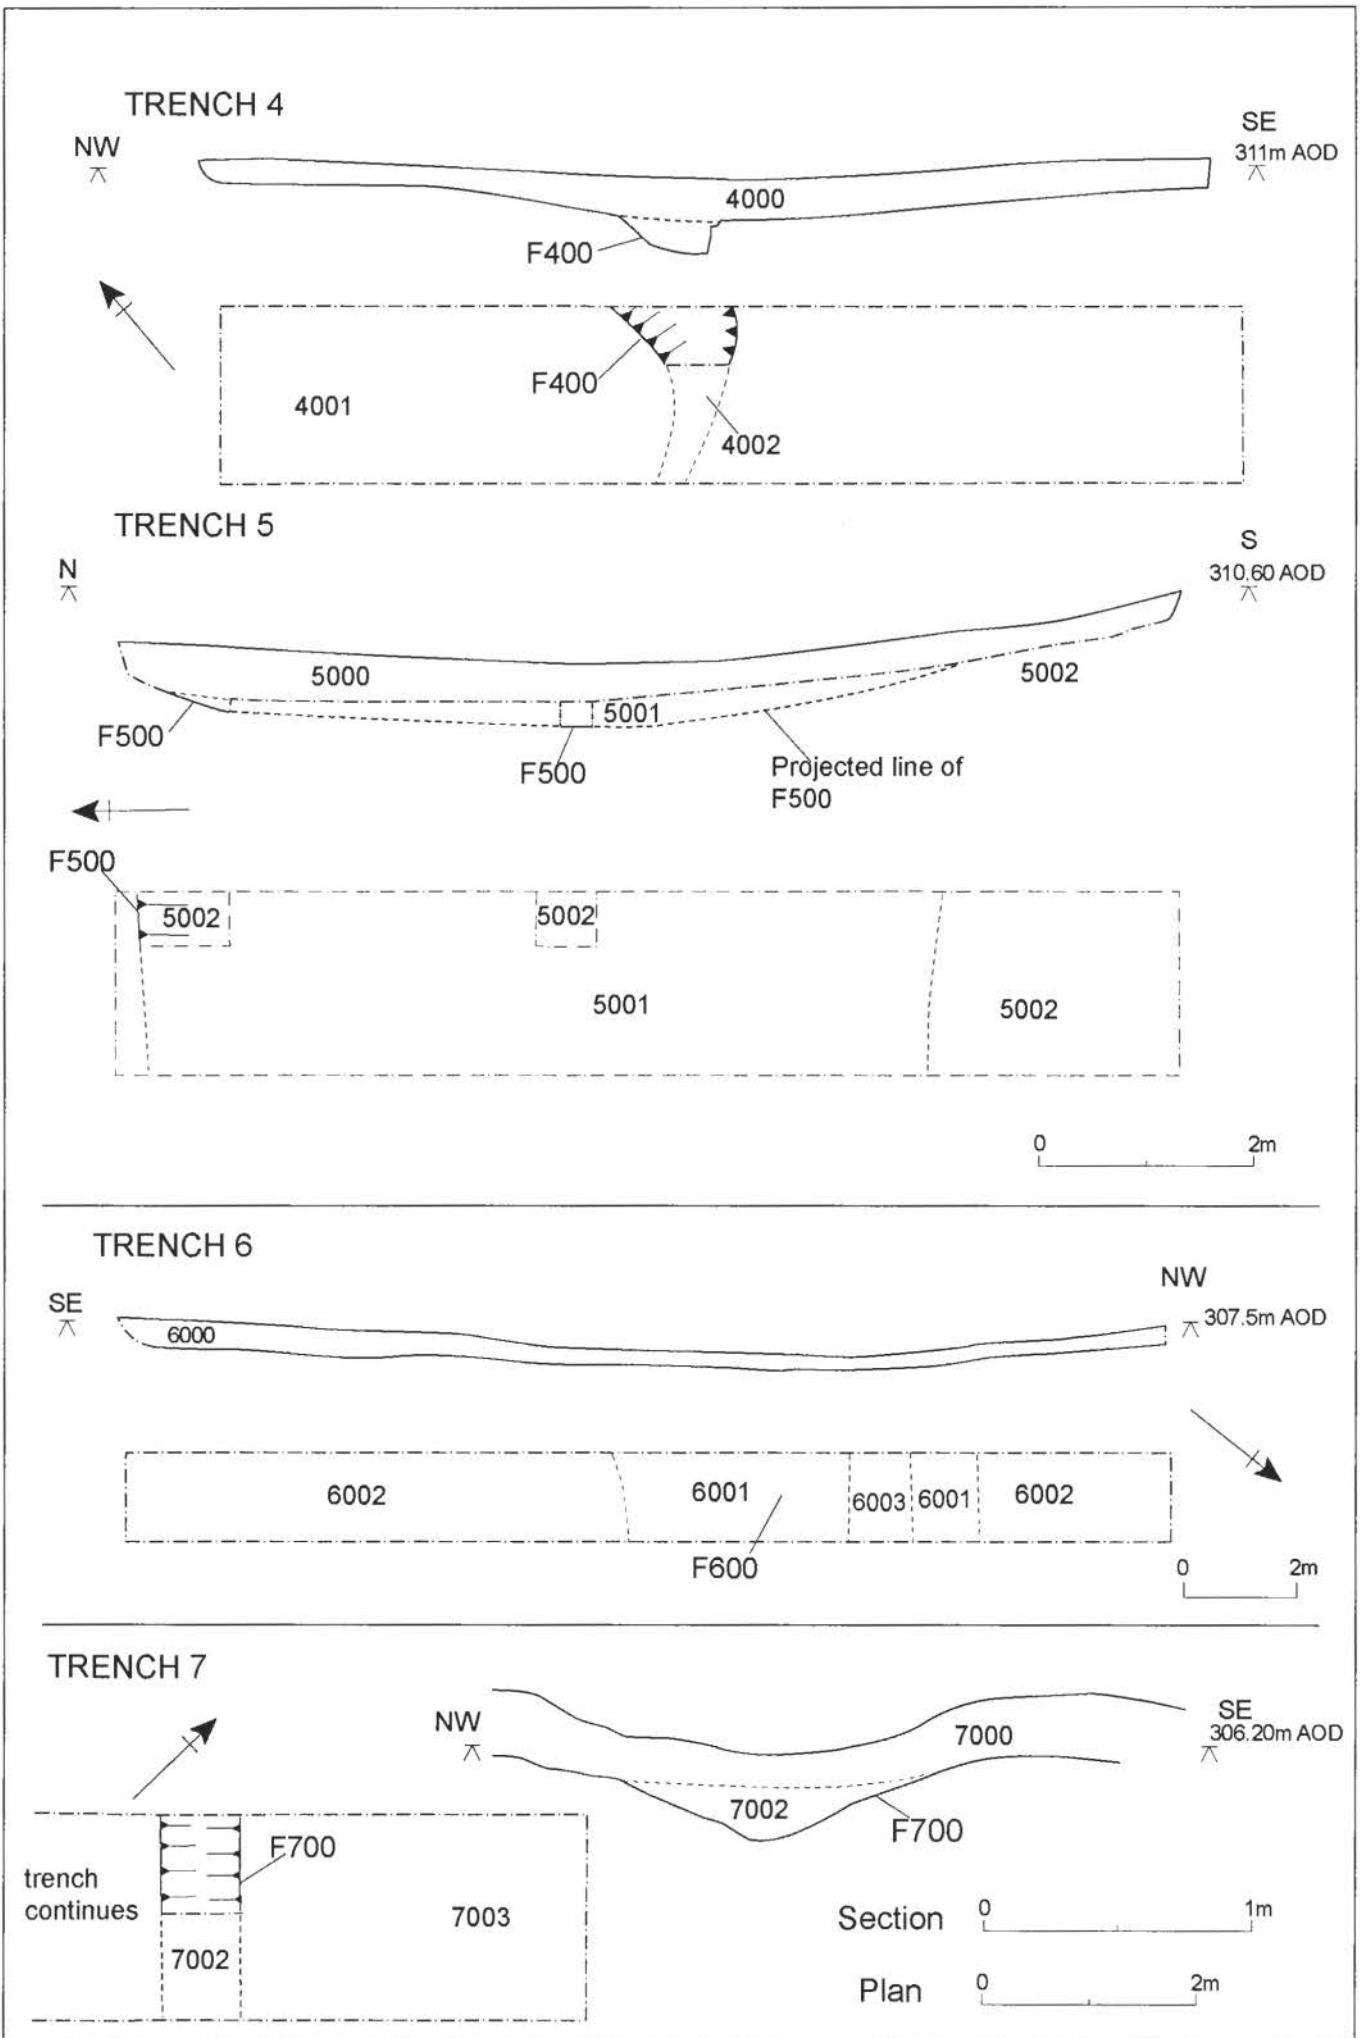 TRENCH 4
NW
SE
311m AOD
4000
F400
F400
4001
4002
TRENCH 5
N
S
310.60 AOD
5000
5002
5001
F500
F500
Projected line of
F500
F500
5002
5002
5001
5002
0 2m
TRENCH 6
SE
NW
307.5m AOD
6000
6002
6001
6003
6001
6002
F600
0 2m
TRENCH 7
NW
SE
306.20m AOD
7000
7002
F700
F700
trench
continues
7003
7002
Section 0 1m
Plan 0 2m